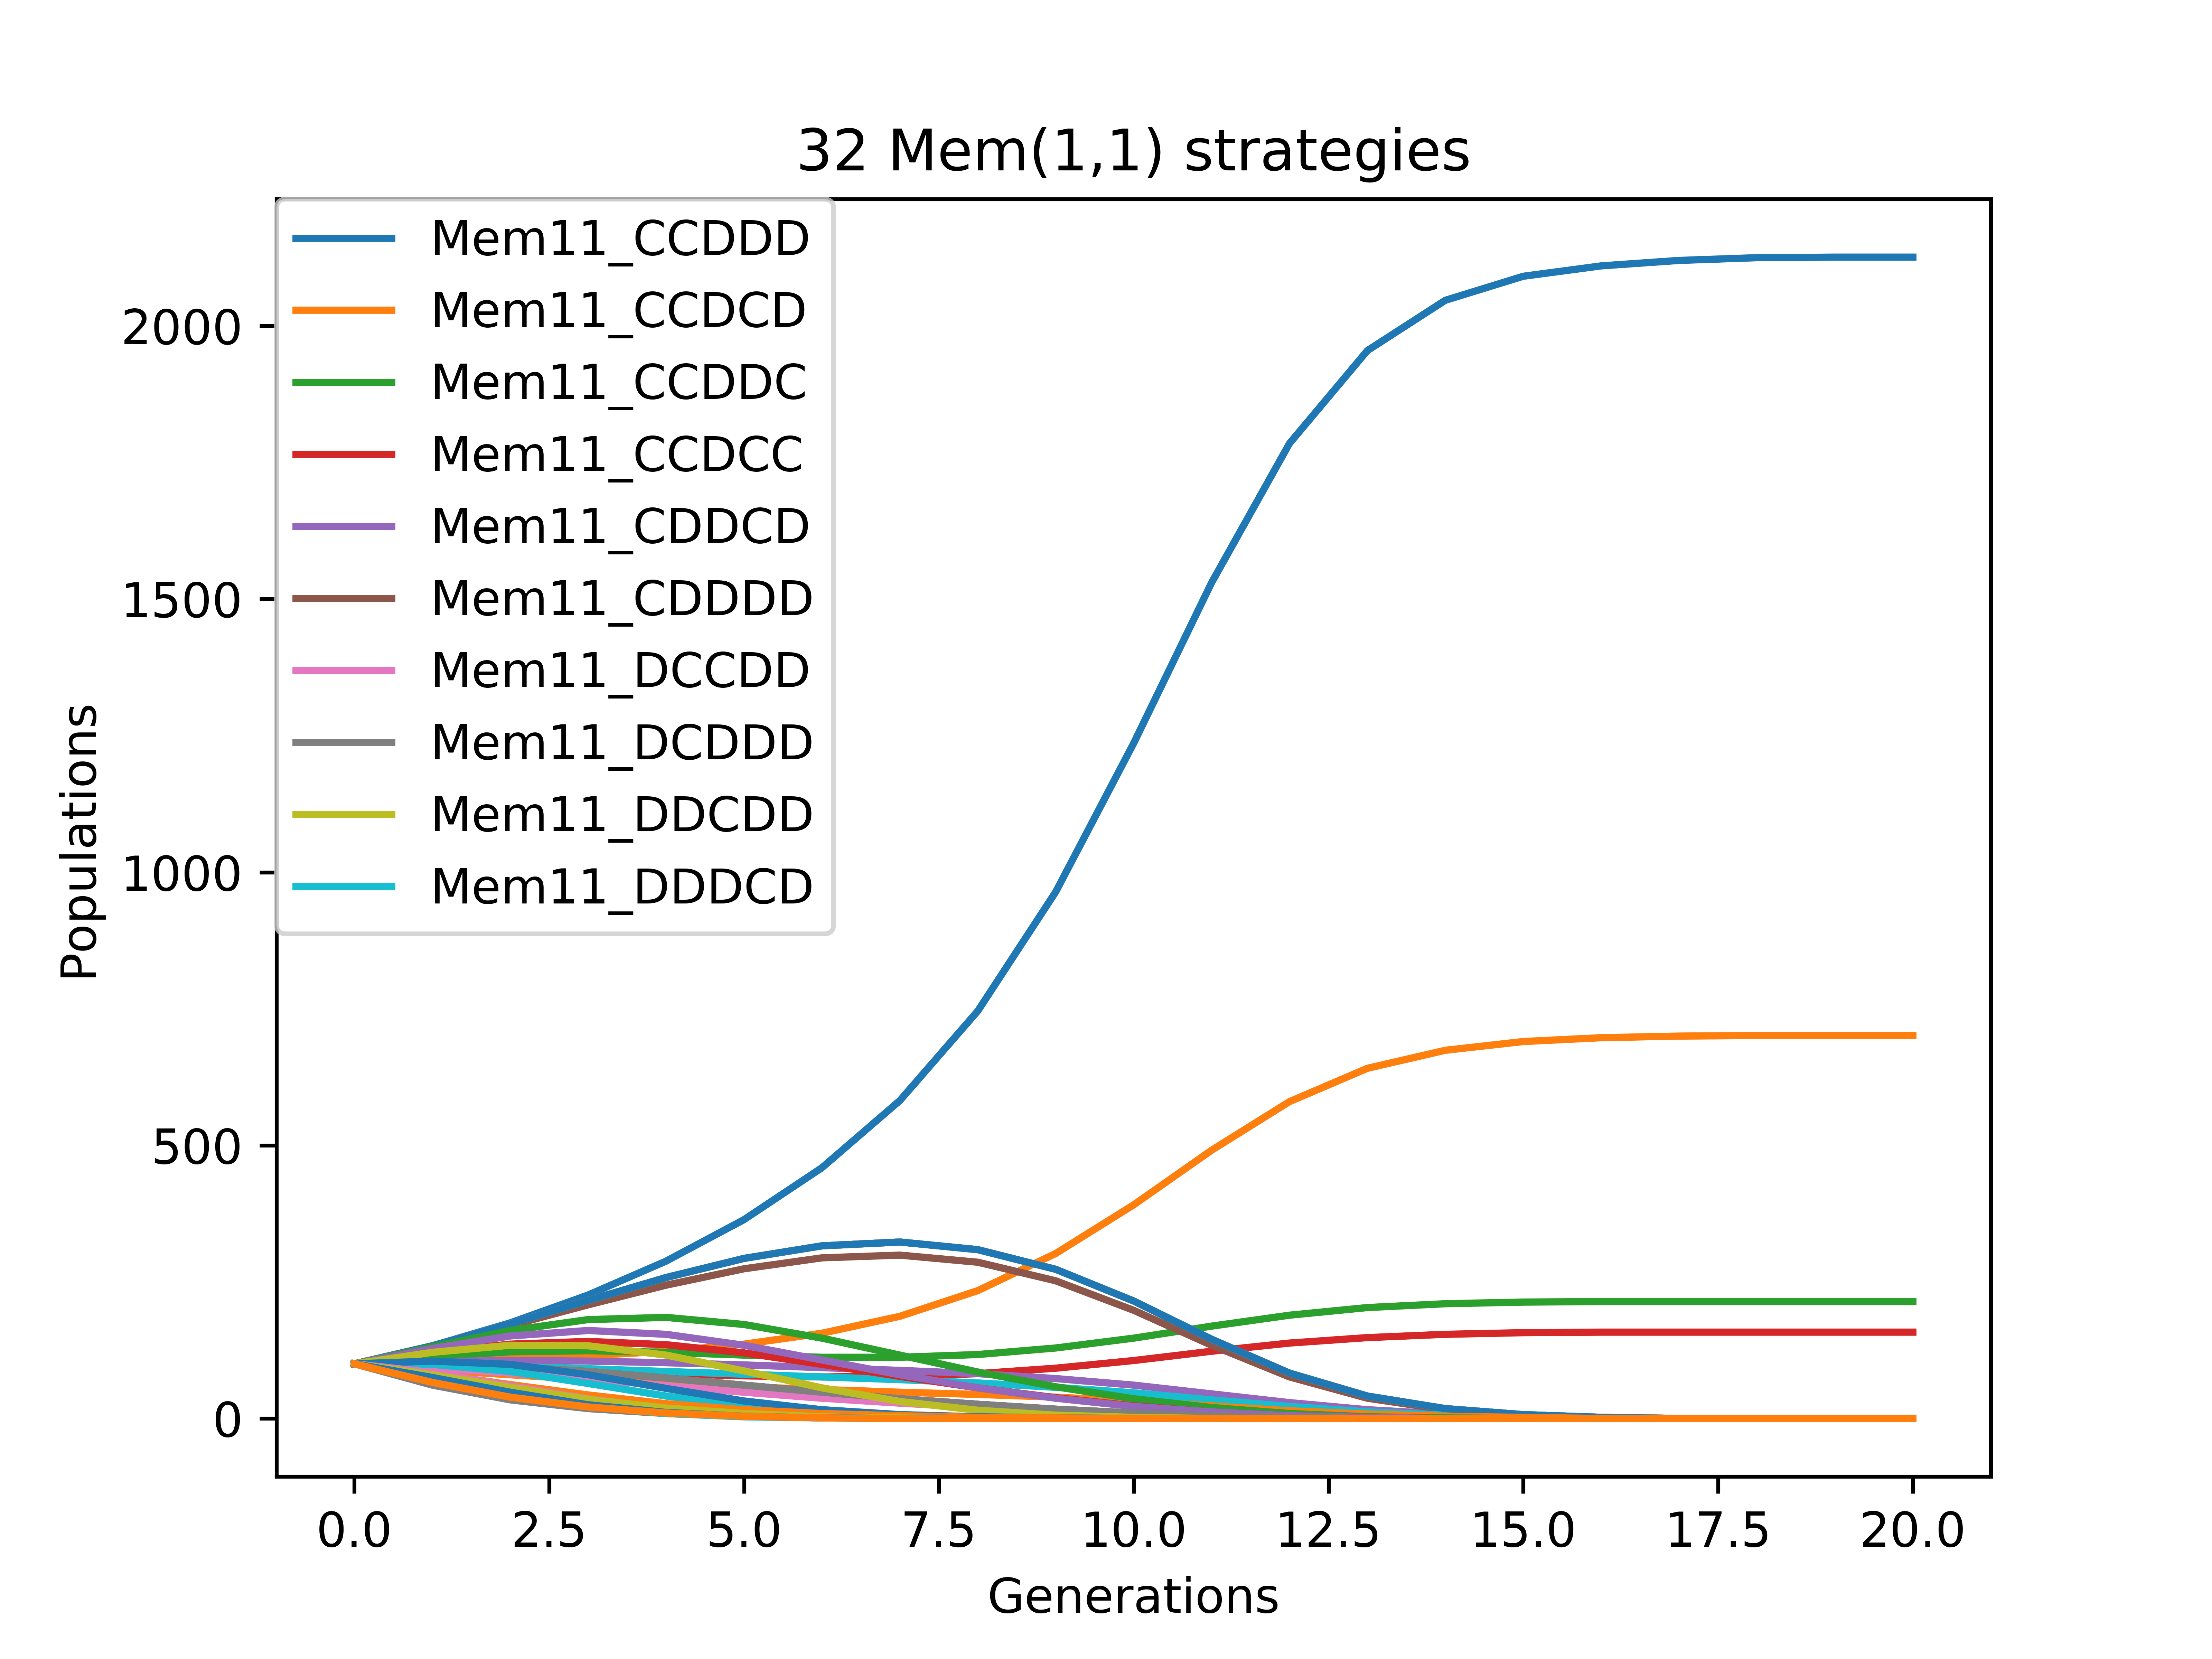 32 Mem(1,1) strategies
Mem11_CCDDD
Mem11_CCDCD
Mem11_CCDDC
Mem11_CCDCC
Mem11_CDDCD
Mem11_CDDDD
Mem11_DCCDD
Mem11_DCDDD
Mem11_DDCDD
Mem11_DDDCD
Populations
2000
1500
1000
500
0
0.0 2.5 5.0 7.5 10.0 12.5 15.0 17.5 20.0
Generations